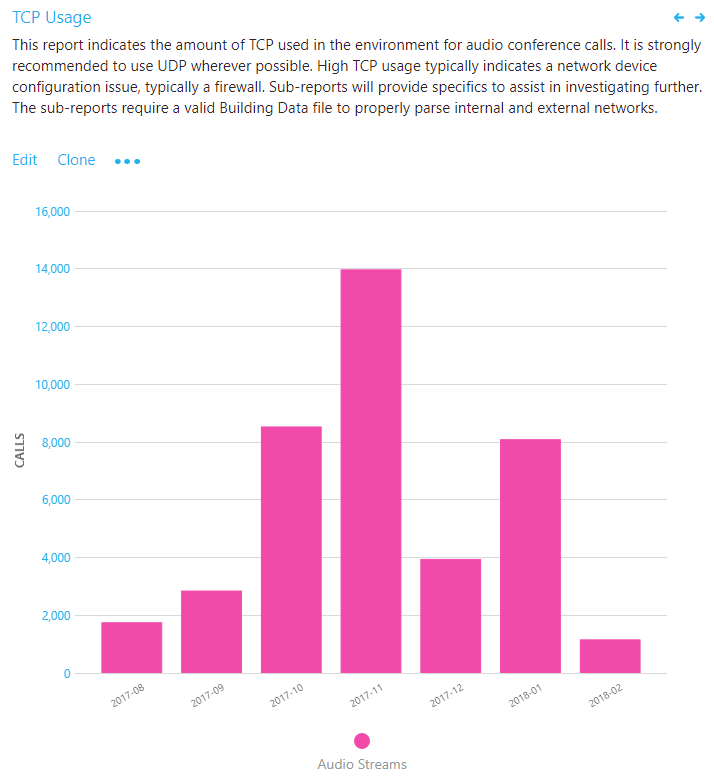 TCP Usage
This report indicates the amount of TCP used in the environment for audio conference calls. It is strongly
recommended to use UDP wherever possible. High TCP usage typically indicates a network device
configuration issue, typically a firewall. Sub-reports will provide specifics to assist in investigating further.
The sub-reports require a valid Building Data file to properly parse internal and external networks.
Edit Clone
16,000
14,000
12,000
10,000
8,000
6,000
4,000
2,000
0
CALLS
2017-08 2017-09 2017-10 2017-11 2017-12 2018-01 2018-02
Audio Streams